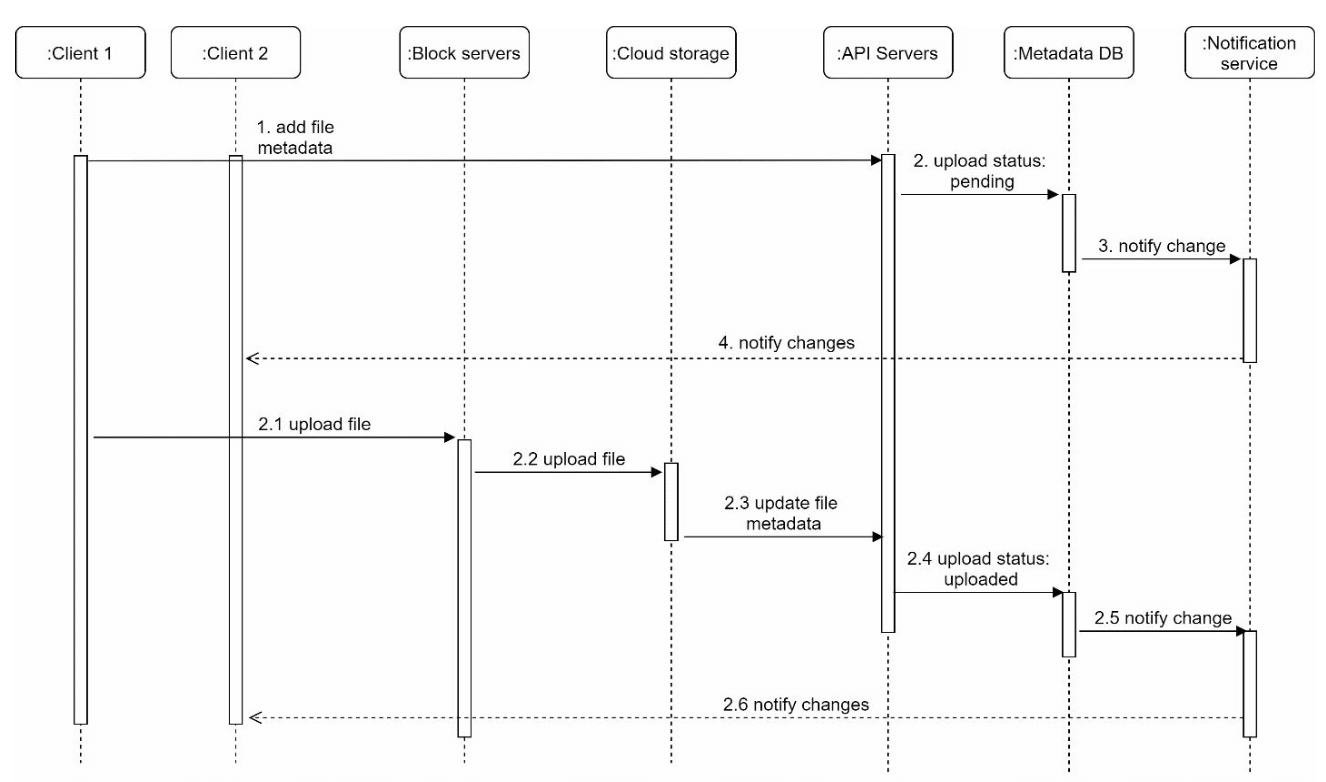 :Client 1
:Client 2
:Block servers
:Cloud storage
:API Servers
:Metadata DB
:Notification
service
1. add file
metadata
2. upload status:
pending
3. notify change
4. notify changes
2.1 upload file
2.2 upload file
2.3 update file
metadata
2.4 upload status:
uploaded
2.5 notify change
2.6 notify changes